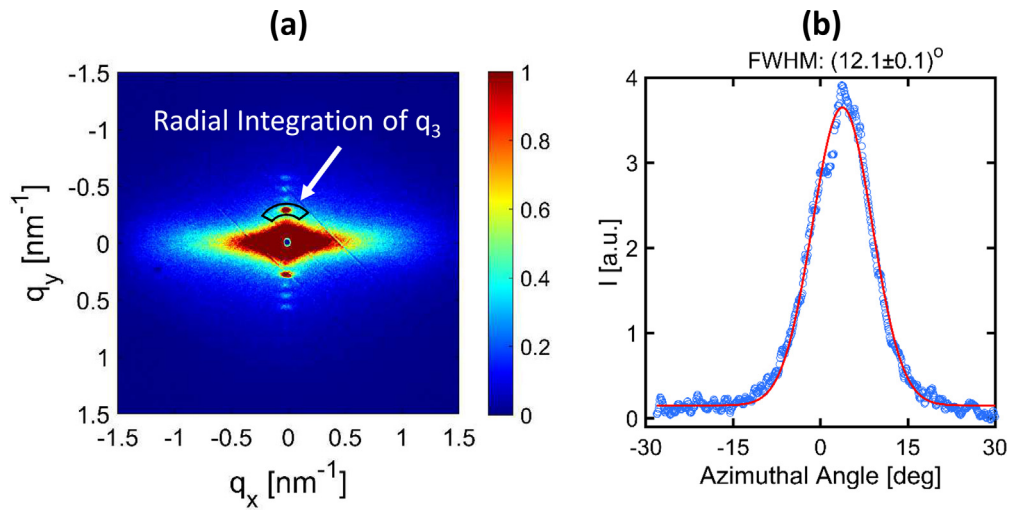 (a)
-1.5
-1
-0.5
0
0.5
1
1.5
q_y [nm⁻¹]
Radial Integration of q₃
-1.5 -1 -0.5 0 0.5 1 1.5
q_x [nm⁻¹]
1
0.8
0.6
0.4
0.2
0
(b)
FWHM: (12.1±0.1)°
4
3
2
1
0
I [a.u.]
-30 -15 0 15 30
Azimuthal Angle [deg]